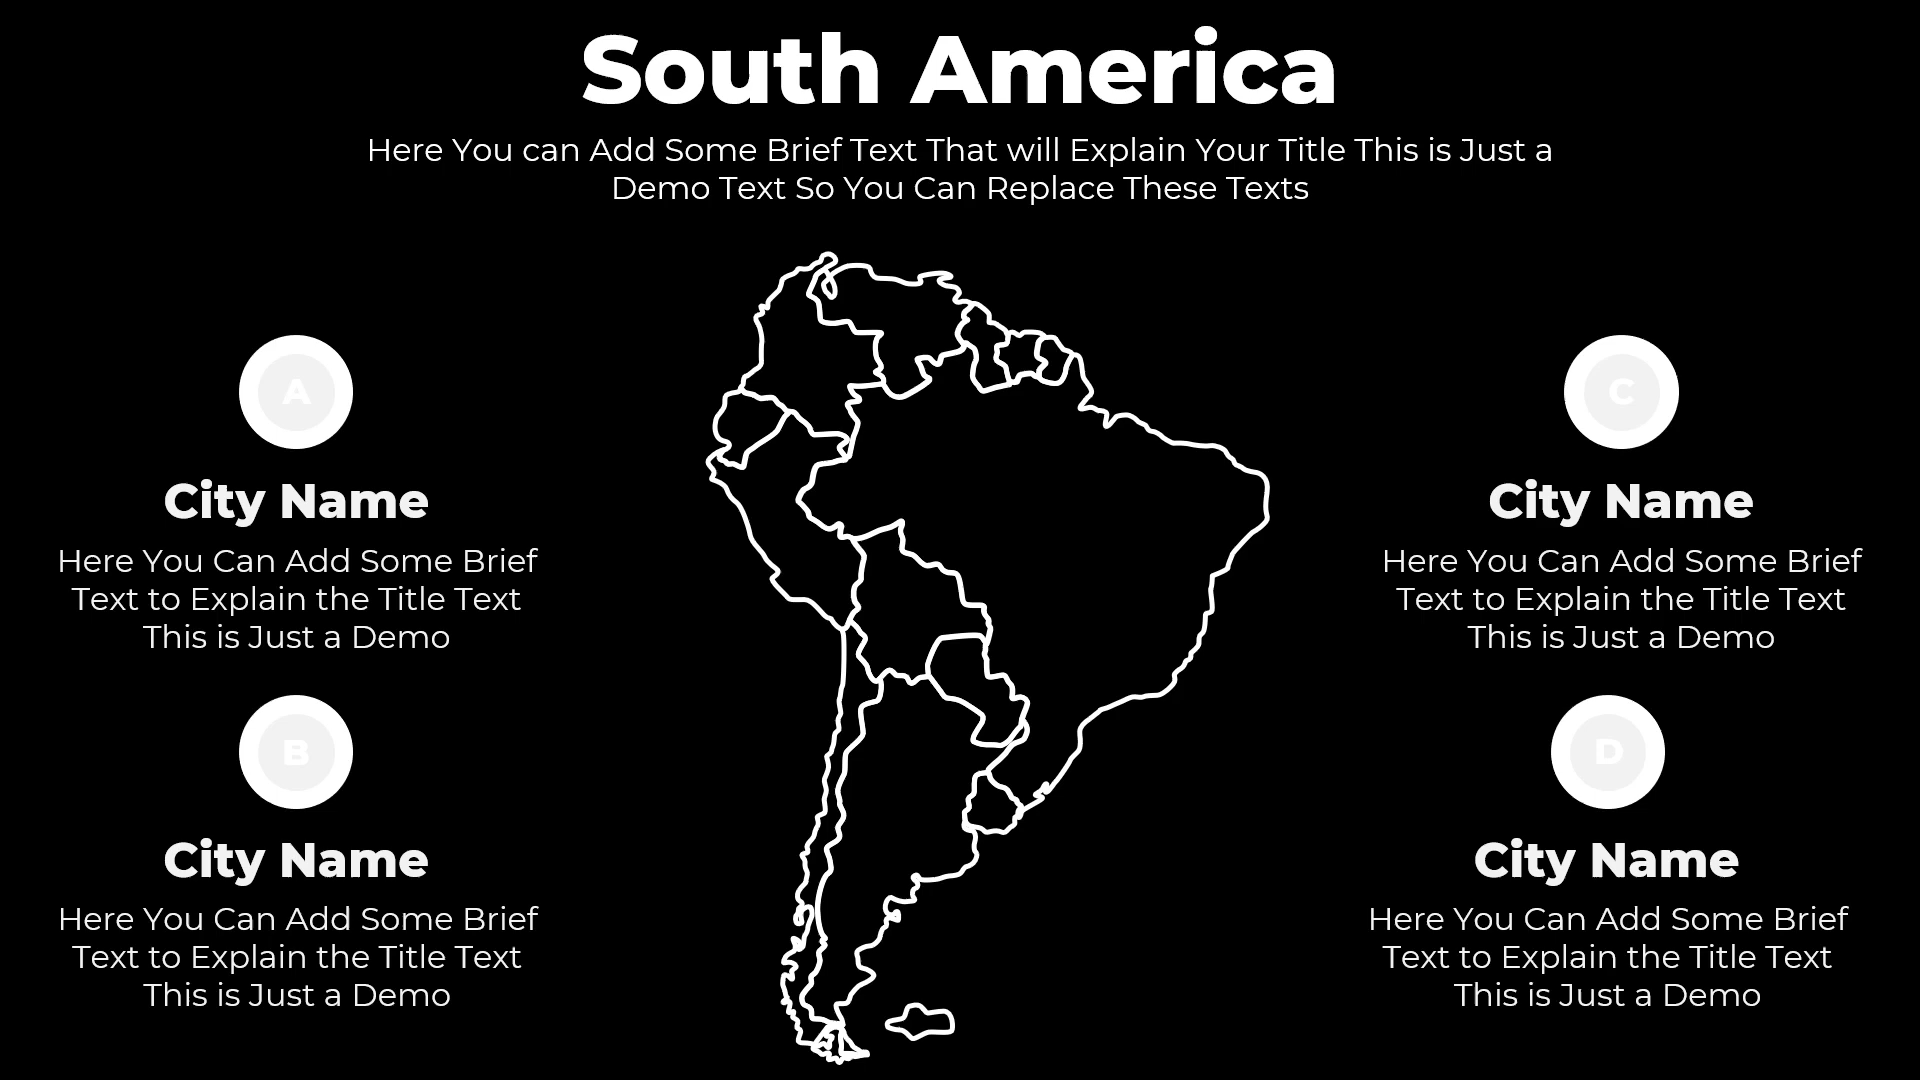 South America
Here You can Add Some Brief Text That will Explain Your Title This is Just a
Demo Text So You Can Replace These Texts
A
City Name
Here You Can Add Some Brief
Text to Explain the Title Text
This is Just a Demo
B
City Name
Here You Can Add Some Brief
Text to Explain the Title Text
This is Just a Demo
C
City Name
Here You Can Add Some Brief
Text to Explain the Title Text
This is Just a Demo
D
City Name
Here You Can Add Some Brief
Text to Explain the Title Text
This is Just a Demo